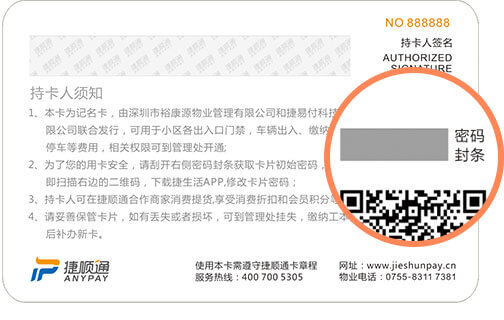 NO.888888
持卡人签名
AUTHORIZED
SIGNATURE
持卡人须知
1、本卡为记名卡，由深圳市裕康源物业管理有限公司和捷易付科技
限公司联合发行，可用于小区各出入口门禁，车辆出入、缴纳
停车等费用，相关权限可到管理处开通；
2、为了您的用卡安全，请刮开右侧密码封条获取卡片初始密码，
即扫描右边的二维码，下载捷生活APP,修改卡片密码；
3、持卡人可在捷顺通合作商家消费提货,享受消费折扣和会员积分等
4、请妥善保管卡片，如有丢失或者损坏，可到管理处挂失，缴纳工本
后补办新卡。
密码
封条
捷顺通
ANYPAY
使用本卡需遵守捷顺通卡章程
服务热线：400 700 5305
网址：www.jieshunpay.cn
物业电话：0755-8311 7381